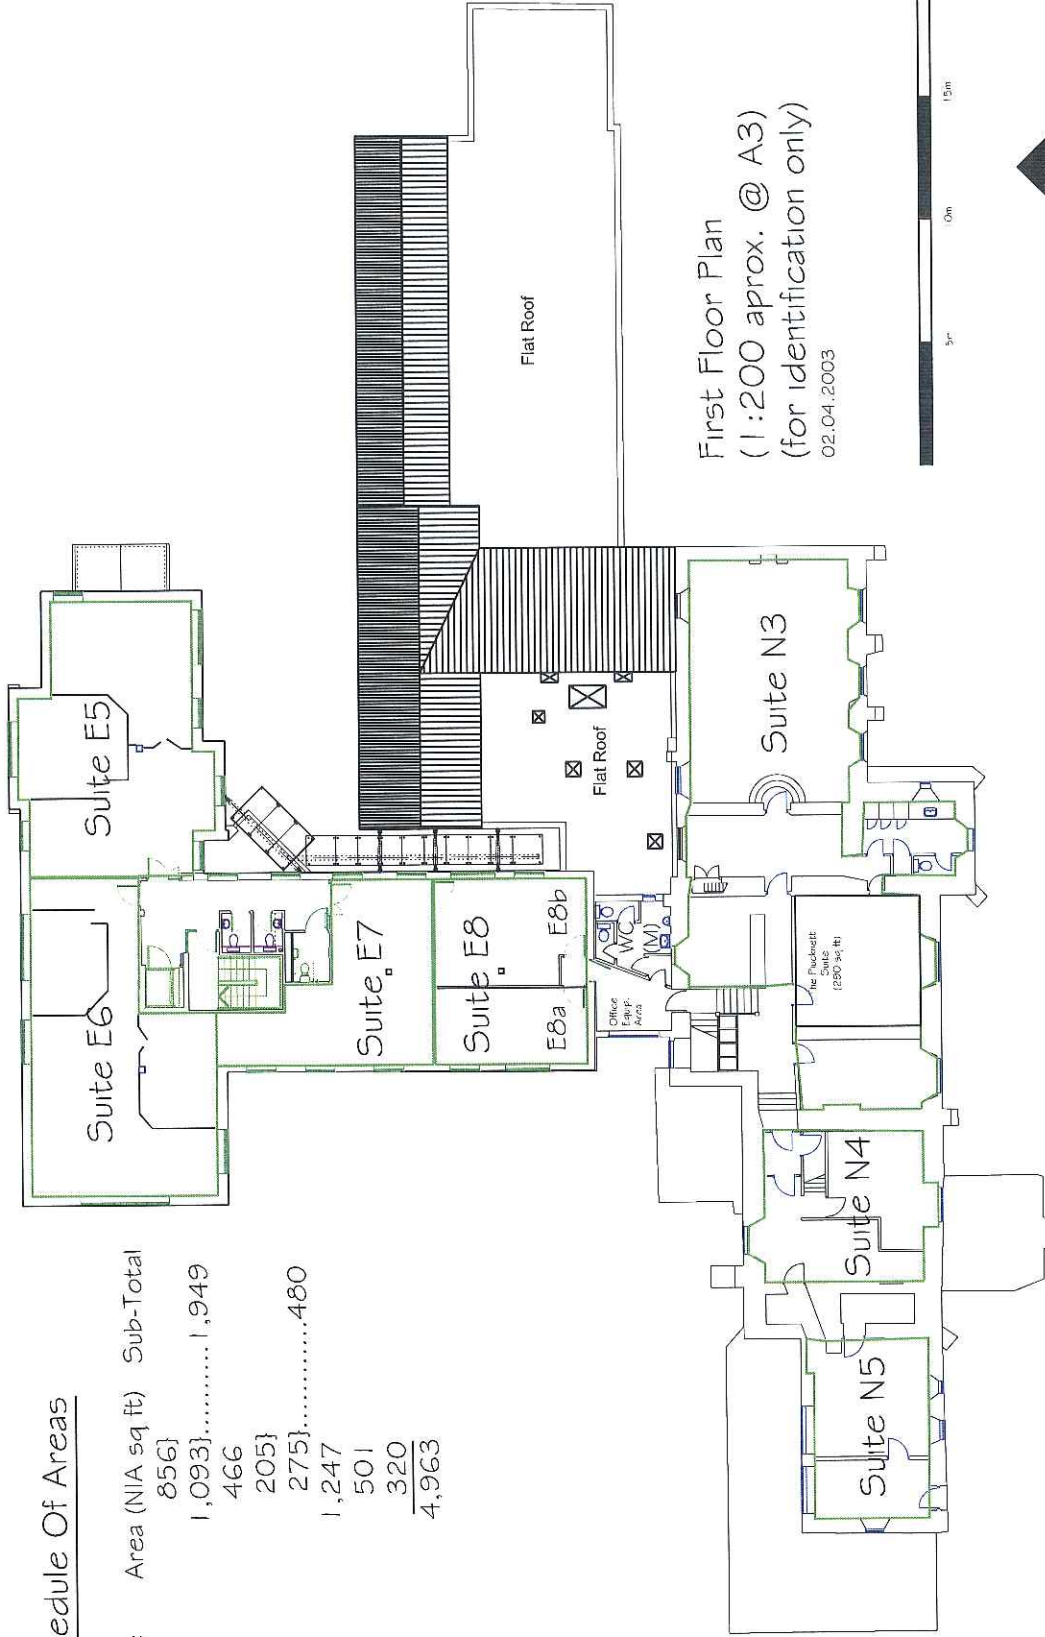 edule Of Areas
Area (NIA sq ft) Sub-Total
856}
1,093}..........1,949
466
205}
275}..............480
1,247
501
320
4,963
Suite E6
Suite E5
Suite E7
Suite E8
E8a
E8b
Office
Equip.
Area
WC
(M)
Flat Roof
Flat Roof
Suite N5
Suite N4
Suite
(280 sq ft)
Suite N3
First Floor Plan
(1:200 aprox. @ A3)
(for identification only)
02.04.2003
5m
10m
15m